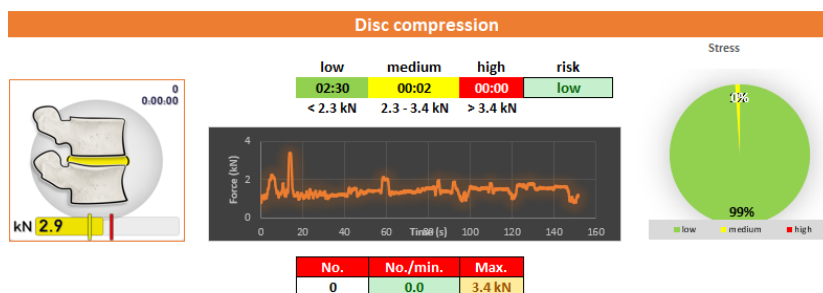 Disc compression
low medium high risk
02:30 00:02 00:00 low
< 2.3 kN 2.3 - 3.4 kN > 3.4 kN
0
0:00:00
kN 2.9
4
2
0
Force (kN)
0 20 40 60 80 100 120 140 160
Time (s)
No. No./min. Max.
0 0.0 3.4 kN
Stress
99%
low medium high